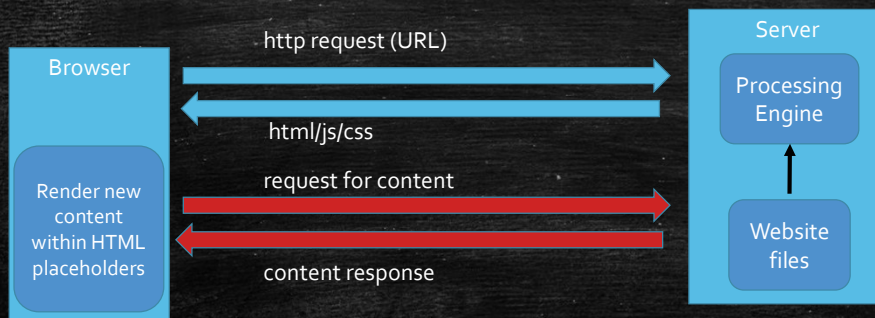 http request (URL)
Server
Browser
Processing
Engine
html/js/css
request for content
Render new
content
within HTML
placeholders
Website
files
content response